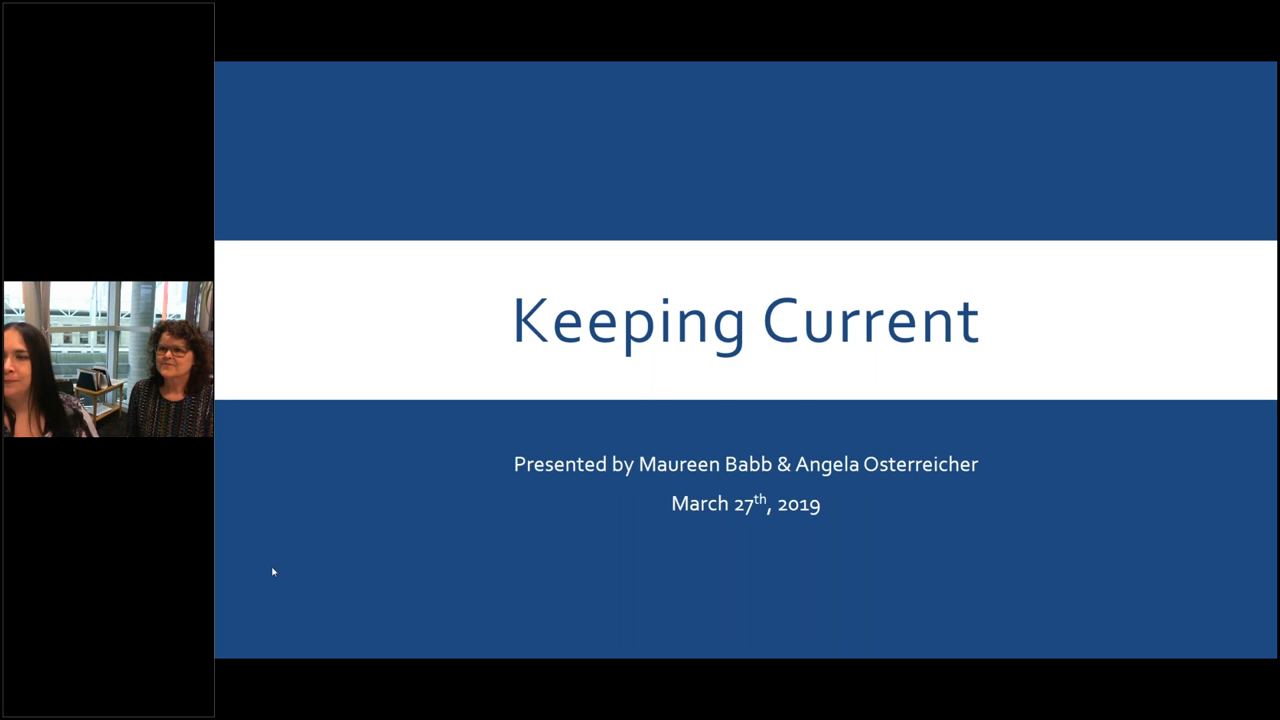 Keeping Current
Presented by Maureen Babb & Angela Osterreicher
March 27th, 2019